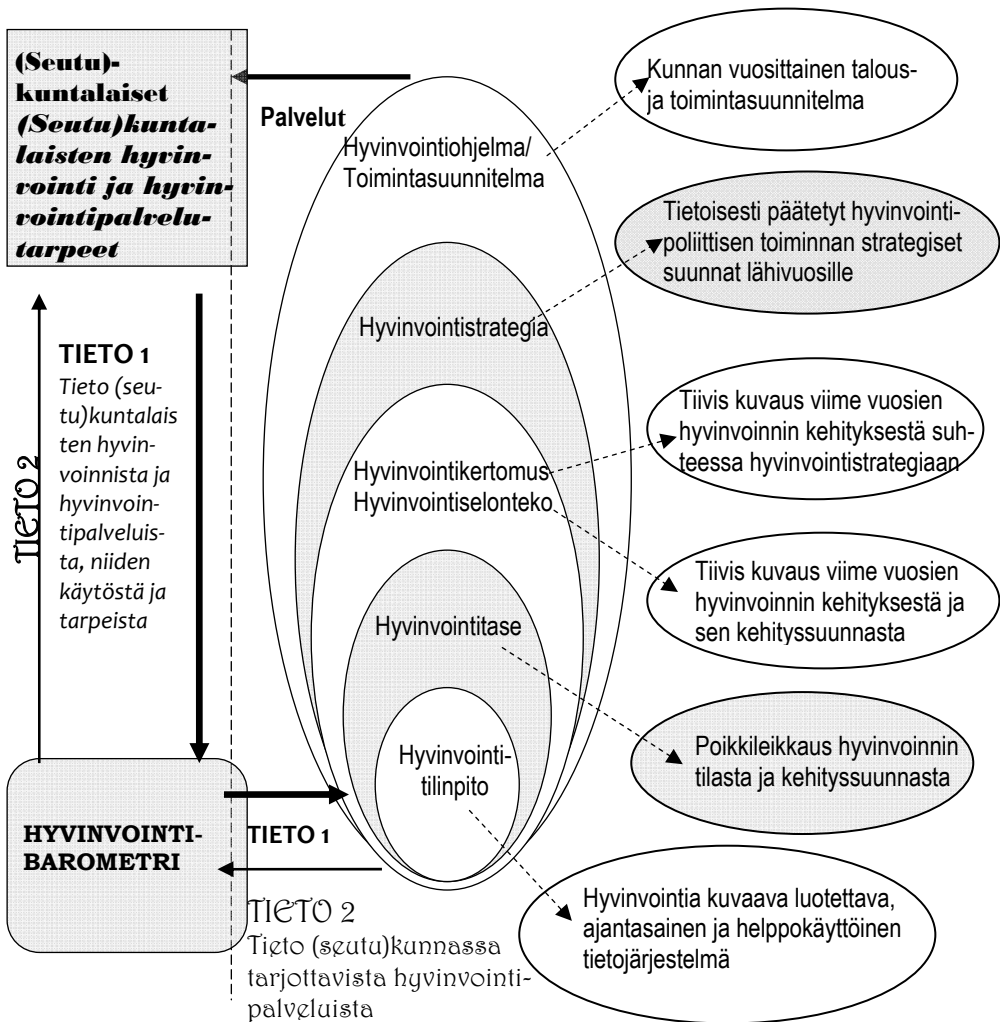 (Seutu)-
kuntalaiset
(Seutu)kunta-
laisten hyvin-
vointi ja hyvin-
vointipalvelu-
tarpeet
Palvelut
Hyvinvointiohjelma/
Toimintasuunnitelma
Kunnan vuosittainen talous-
ja toimintasuunnitelma
Hyvinvointistrategia
Tietoisesti päätetyt hyvinvointi-
poliittisen toiminnan strategiset
suunnat lähivuosille
TIETO 2
TIETO 1
Tieto (seu-
tu)kuntalais
ten hyvin-
voinnista ja
hyvinvoin-
tipalveluis-
ta, niiden
käytöstä ja
tarpeista
Hyvinvointikertomus
Hyvinvointiselonteko
Tiivis kuvaus viime vuosien
hyvinvoinnin kehityksestä suh-
teessa hyvinvointistrategiaan
Tiivis kuvaus viime vuosien
hyvinvoinnin kehityksestä ja
sen kehityssuunnasta
Hyvinvointitase
Poikkileikkaus hyvinvoinnin
tilasta ja kehityssuunnasta
Hyvinvointi-
tilinpito
Hyvinvointia kuvaava luotettava,
ajantasainen ja helppokäyttöinen
tietojärjestelmä
HYVINVOINTI-
BAROMETRI
TIETO 1
TIETO 2
Tieto (seutu)kunnassa
tarjottavista hyvinvointi-
palveluista